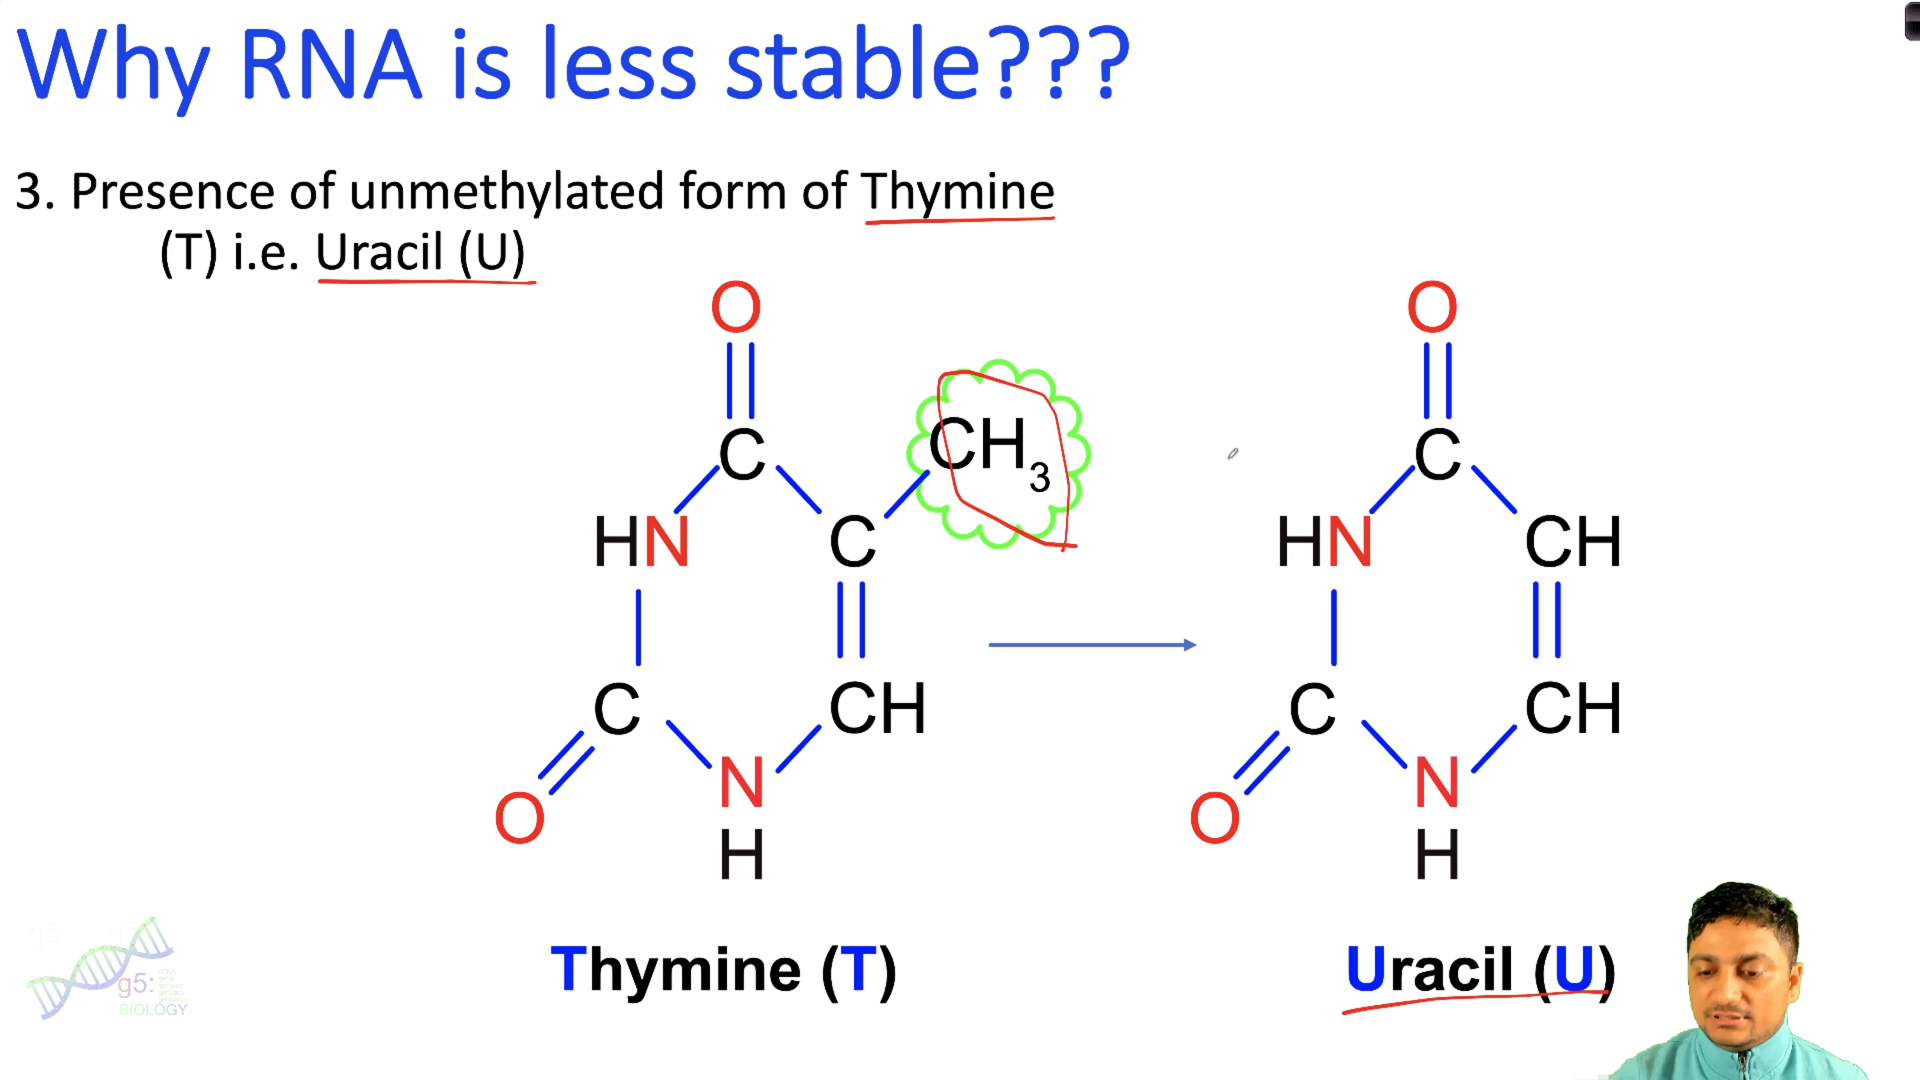 Why RNA is less stable???
3. Presence of unmethylated form of Thymine
(T) i.e. Uracil (U)
O
C
CH3
HN
C
C
CH
O
N
H
Thymine (T)
O
C
HN
CH
C
CH
O
N
H
Uracil (U)
g5:
BIOLOGY